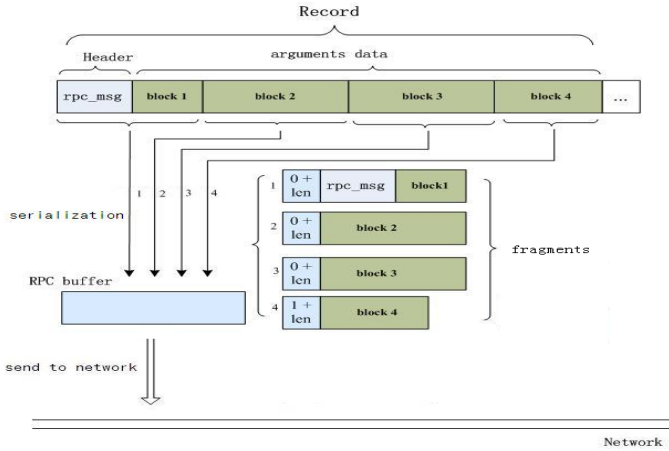 Record
Header
arguments data
rpc_msg block 1 block 2 block 3 block 4 ...
1 2 3 4
serialization
1 0 + len rpc_msg block1
2 0 + len block 2
3 0 + len block 3
4 1 + len block 4
fragments
RPC buffer
send to network
Network